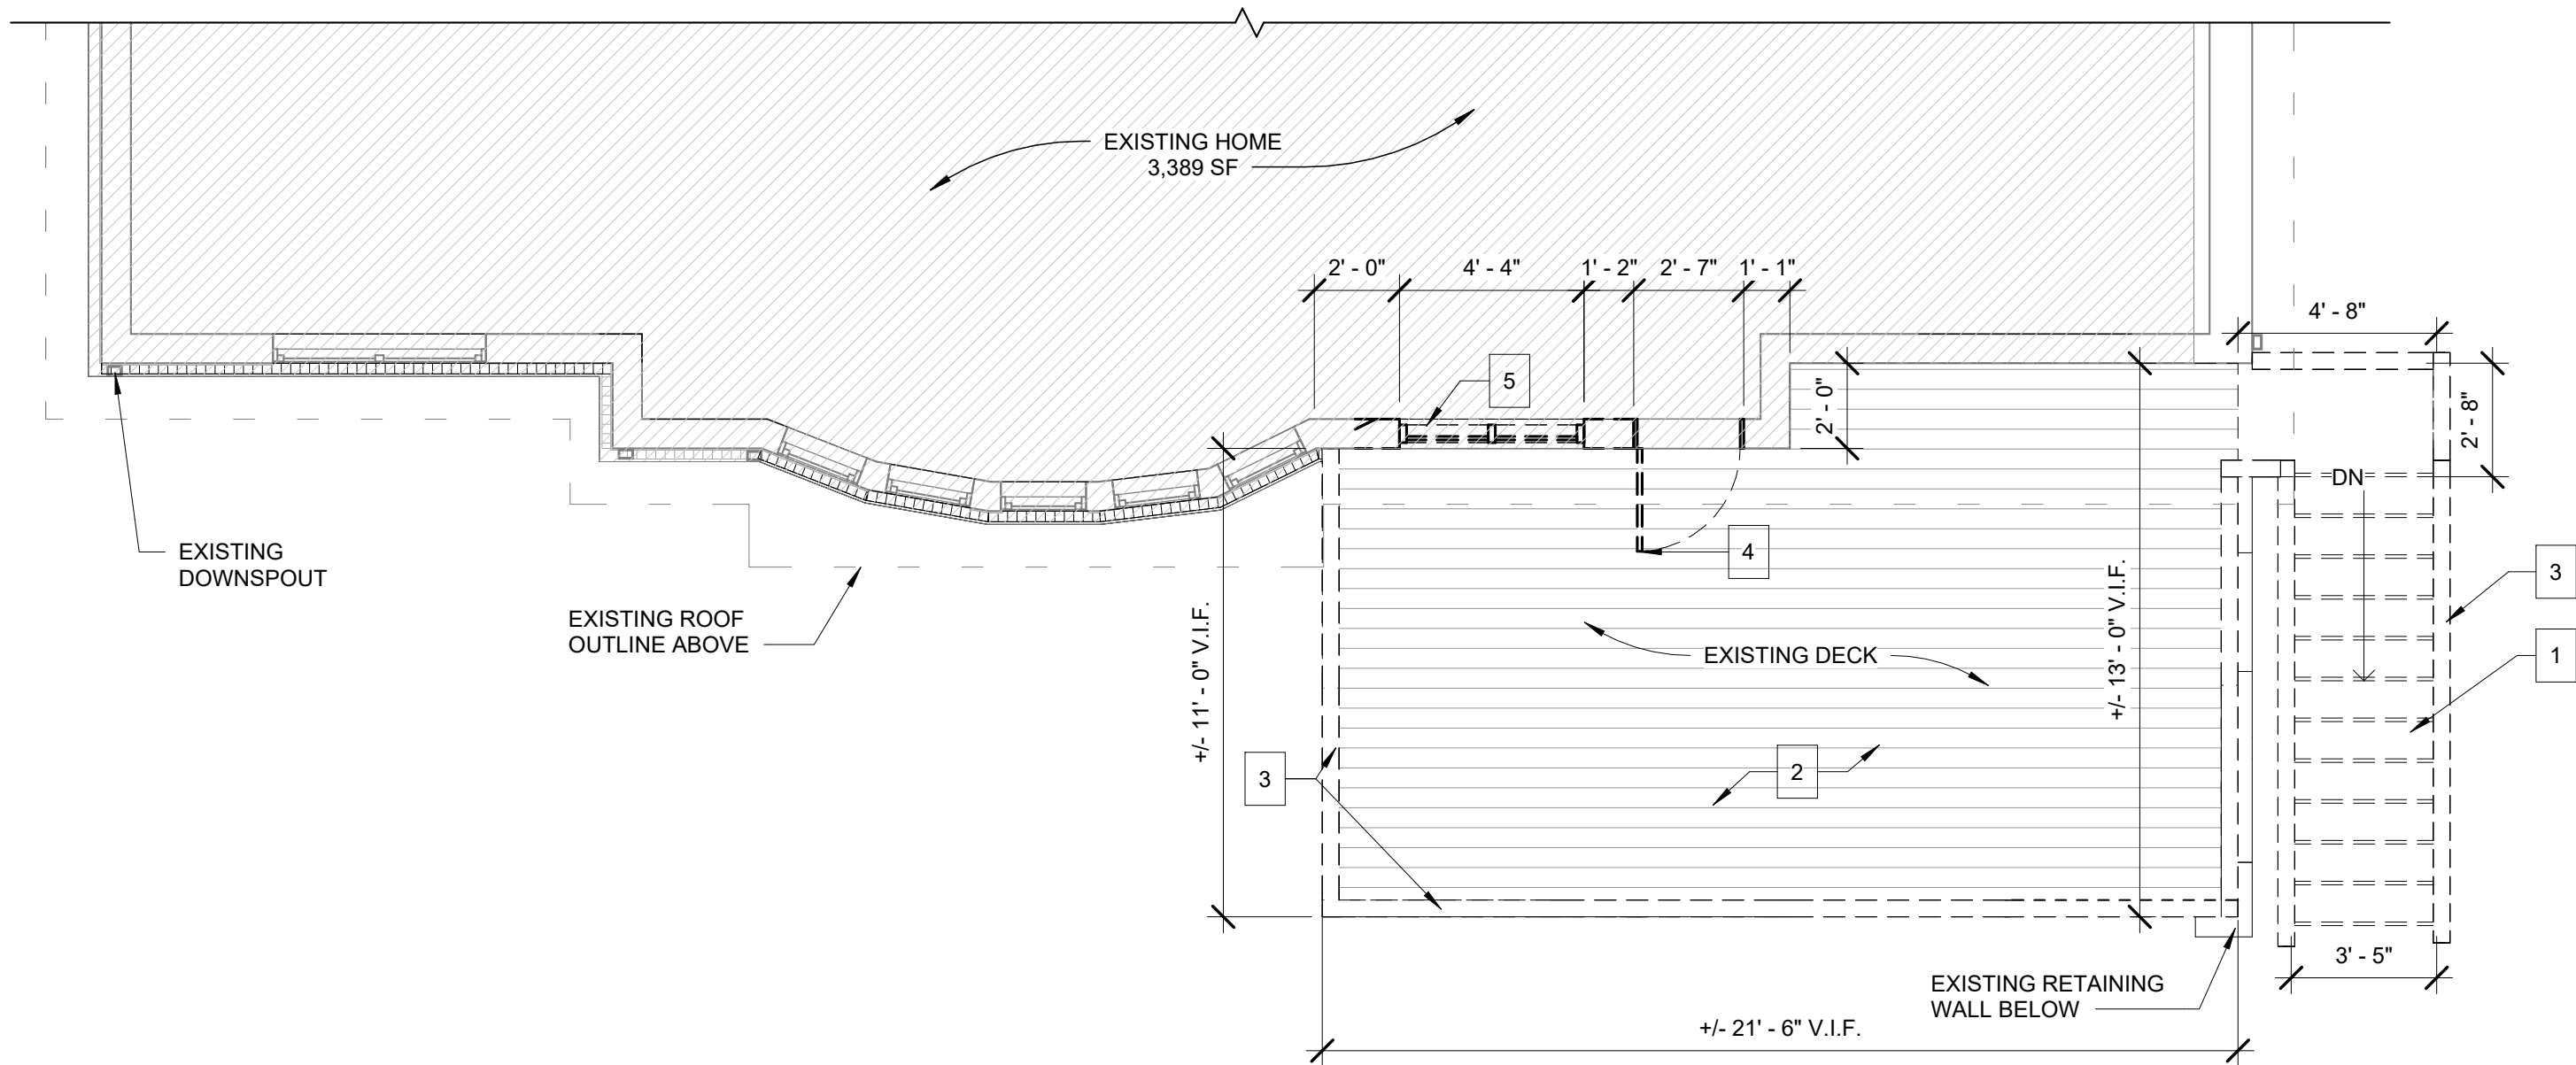 EXISTING HOME
3,389 SF
2' - 0"
4' - 4"
1' - 2"
2' - 7"
1' - 1"
4' - 8"
5
2' - 0"
2' - 8"
DN
EXISTING
DOWNSPOUT
4
3
EXISTING ROOF
OUTLINE ABOVE
+/- 11' - 0" V.I.F.
EXISTING DECK
+/- 13' - 0" V.I.F.
1
3
2
3' - 5"
EXISTING RETAINING
WALL BELOW
+/- 21' - 6" V.I.F.